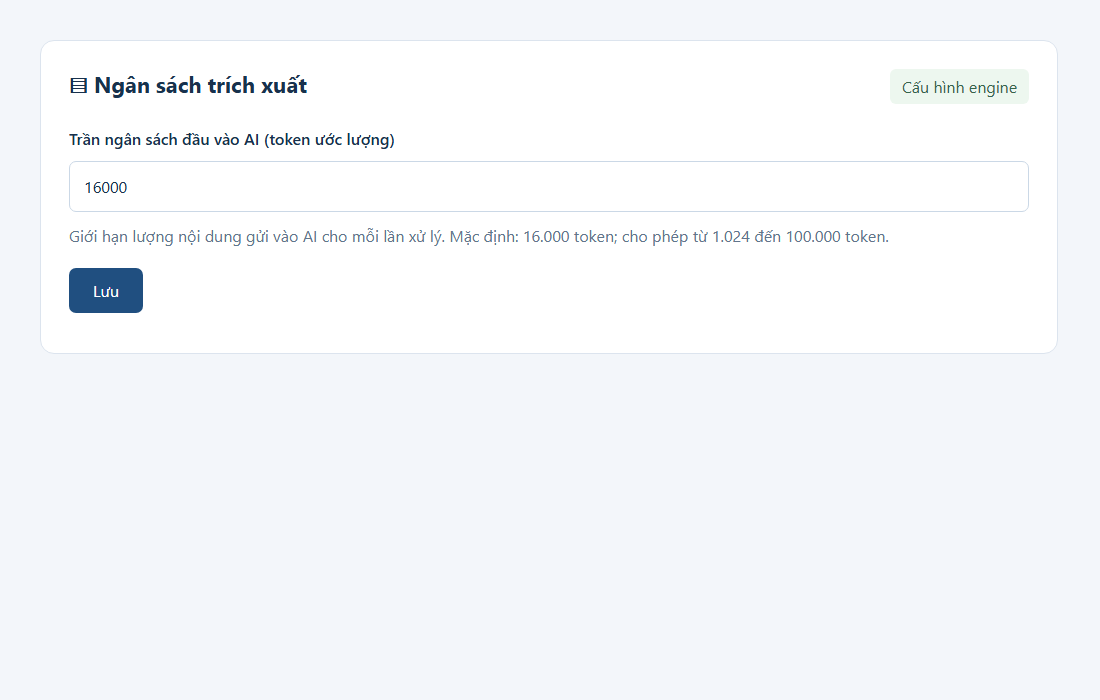 Ngân sách trích xuất
Cấu hình engine
Trần ngân sách đầu vào AI (token ước lượng)
16000
Giới hạn lượng nội dung gửi vào AI cho mỗi lần xử lý. Mặc định: 16.000 token; cho phép từ 1.024 đến 100.000 token.
Lưu